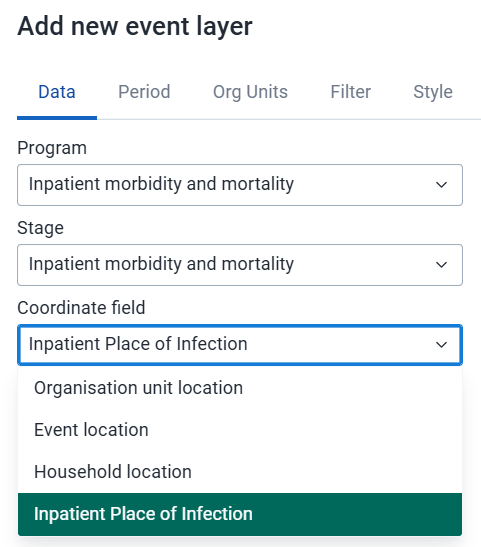 Add new event layer
Data Period Org Units Filter Style
Program
Inpatient morbidity and mortality
Stage
Inpatient morbidity and mortality
Coordinate field
Inpatient Place of Infection
Organisation unit location
Event location
Household location
Inpatient Place of Infection